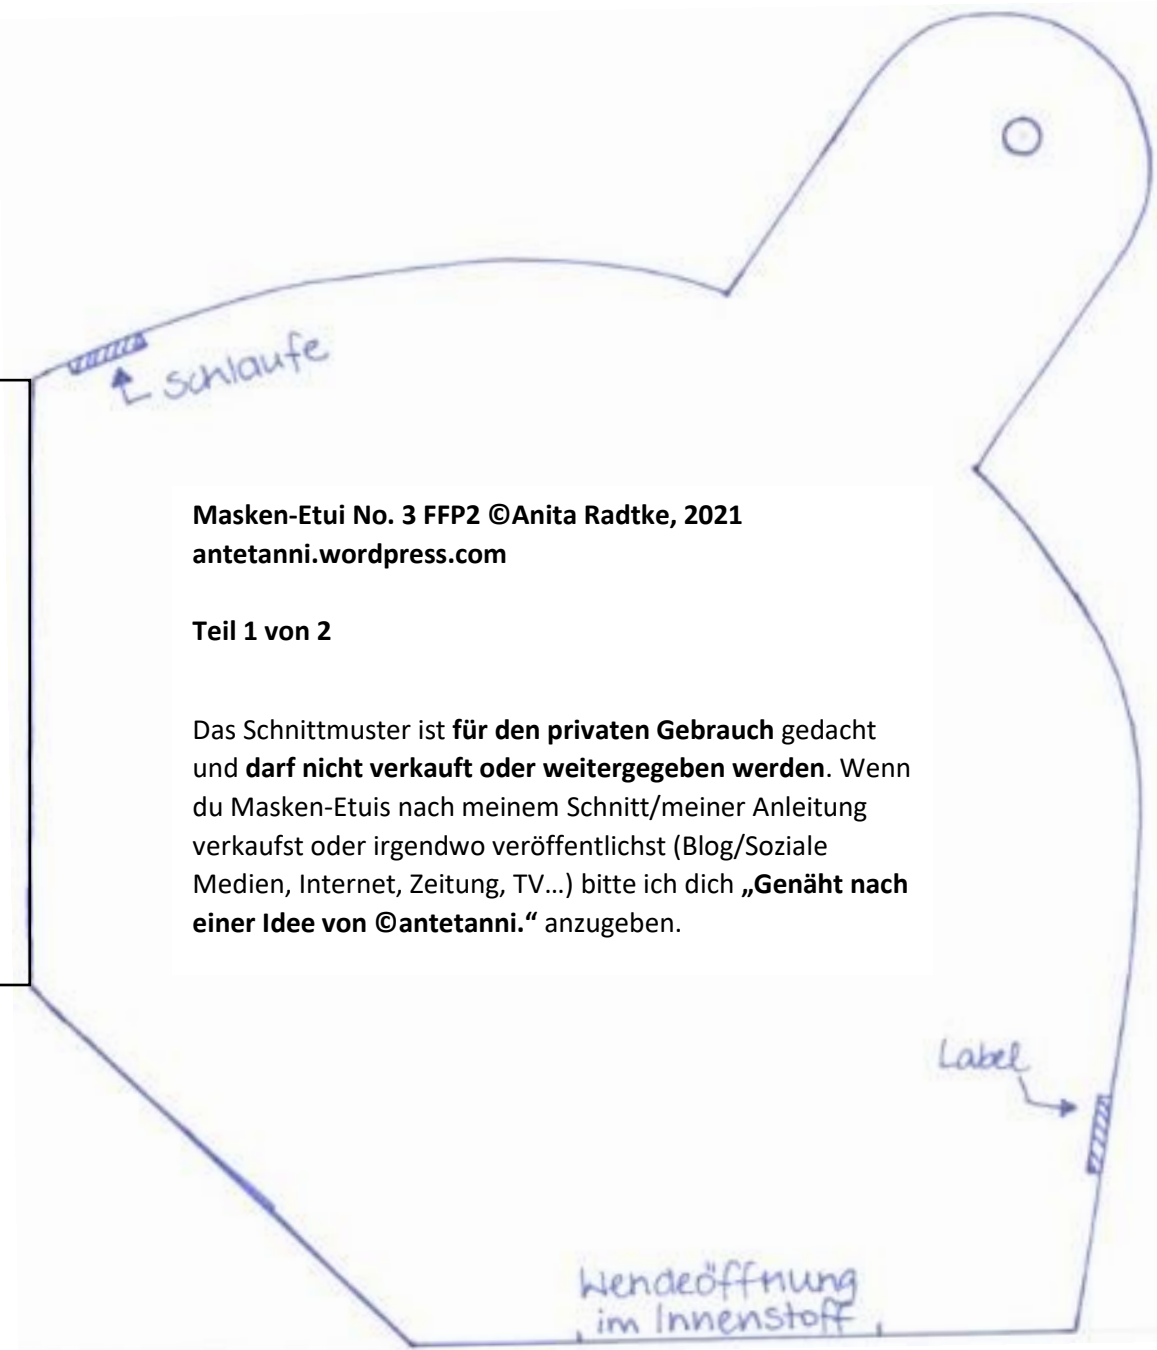 Schlaufe
Masken-Etui No. 3 FFP2 ©Anita Radtke, 2021
antetanni.wordpress.com
Teil 1 von 2
Das Schnittmuster ist für den privaten Gebrauch gedacht
und darf nicht verkauft oder weitergegeben werden. Wenn
du Masken-Etuis nach meinem Schnitt/meiner Anleitung
verkaufst oder irgendwo veröffentlichst (Blog/Soziale
Medien, Internet, Zeitung, TV…) bitte ich dich „Genäht nach
einer Idee von ©antetanni.“ anzugeben.
Label
Wendeöffnung
im Innenstoff